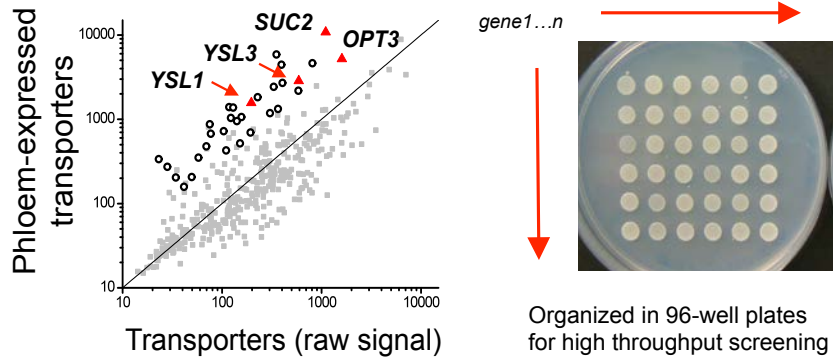 SUC2
OPT3
YSL3
YSL1
10000
1000
100
10
10
100
1000
10000
Phloem-expressed
transporters
Transporters (raw signal)
gene1...n
Organized in 96-well plates
for high throughput screening